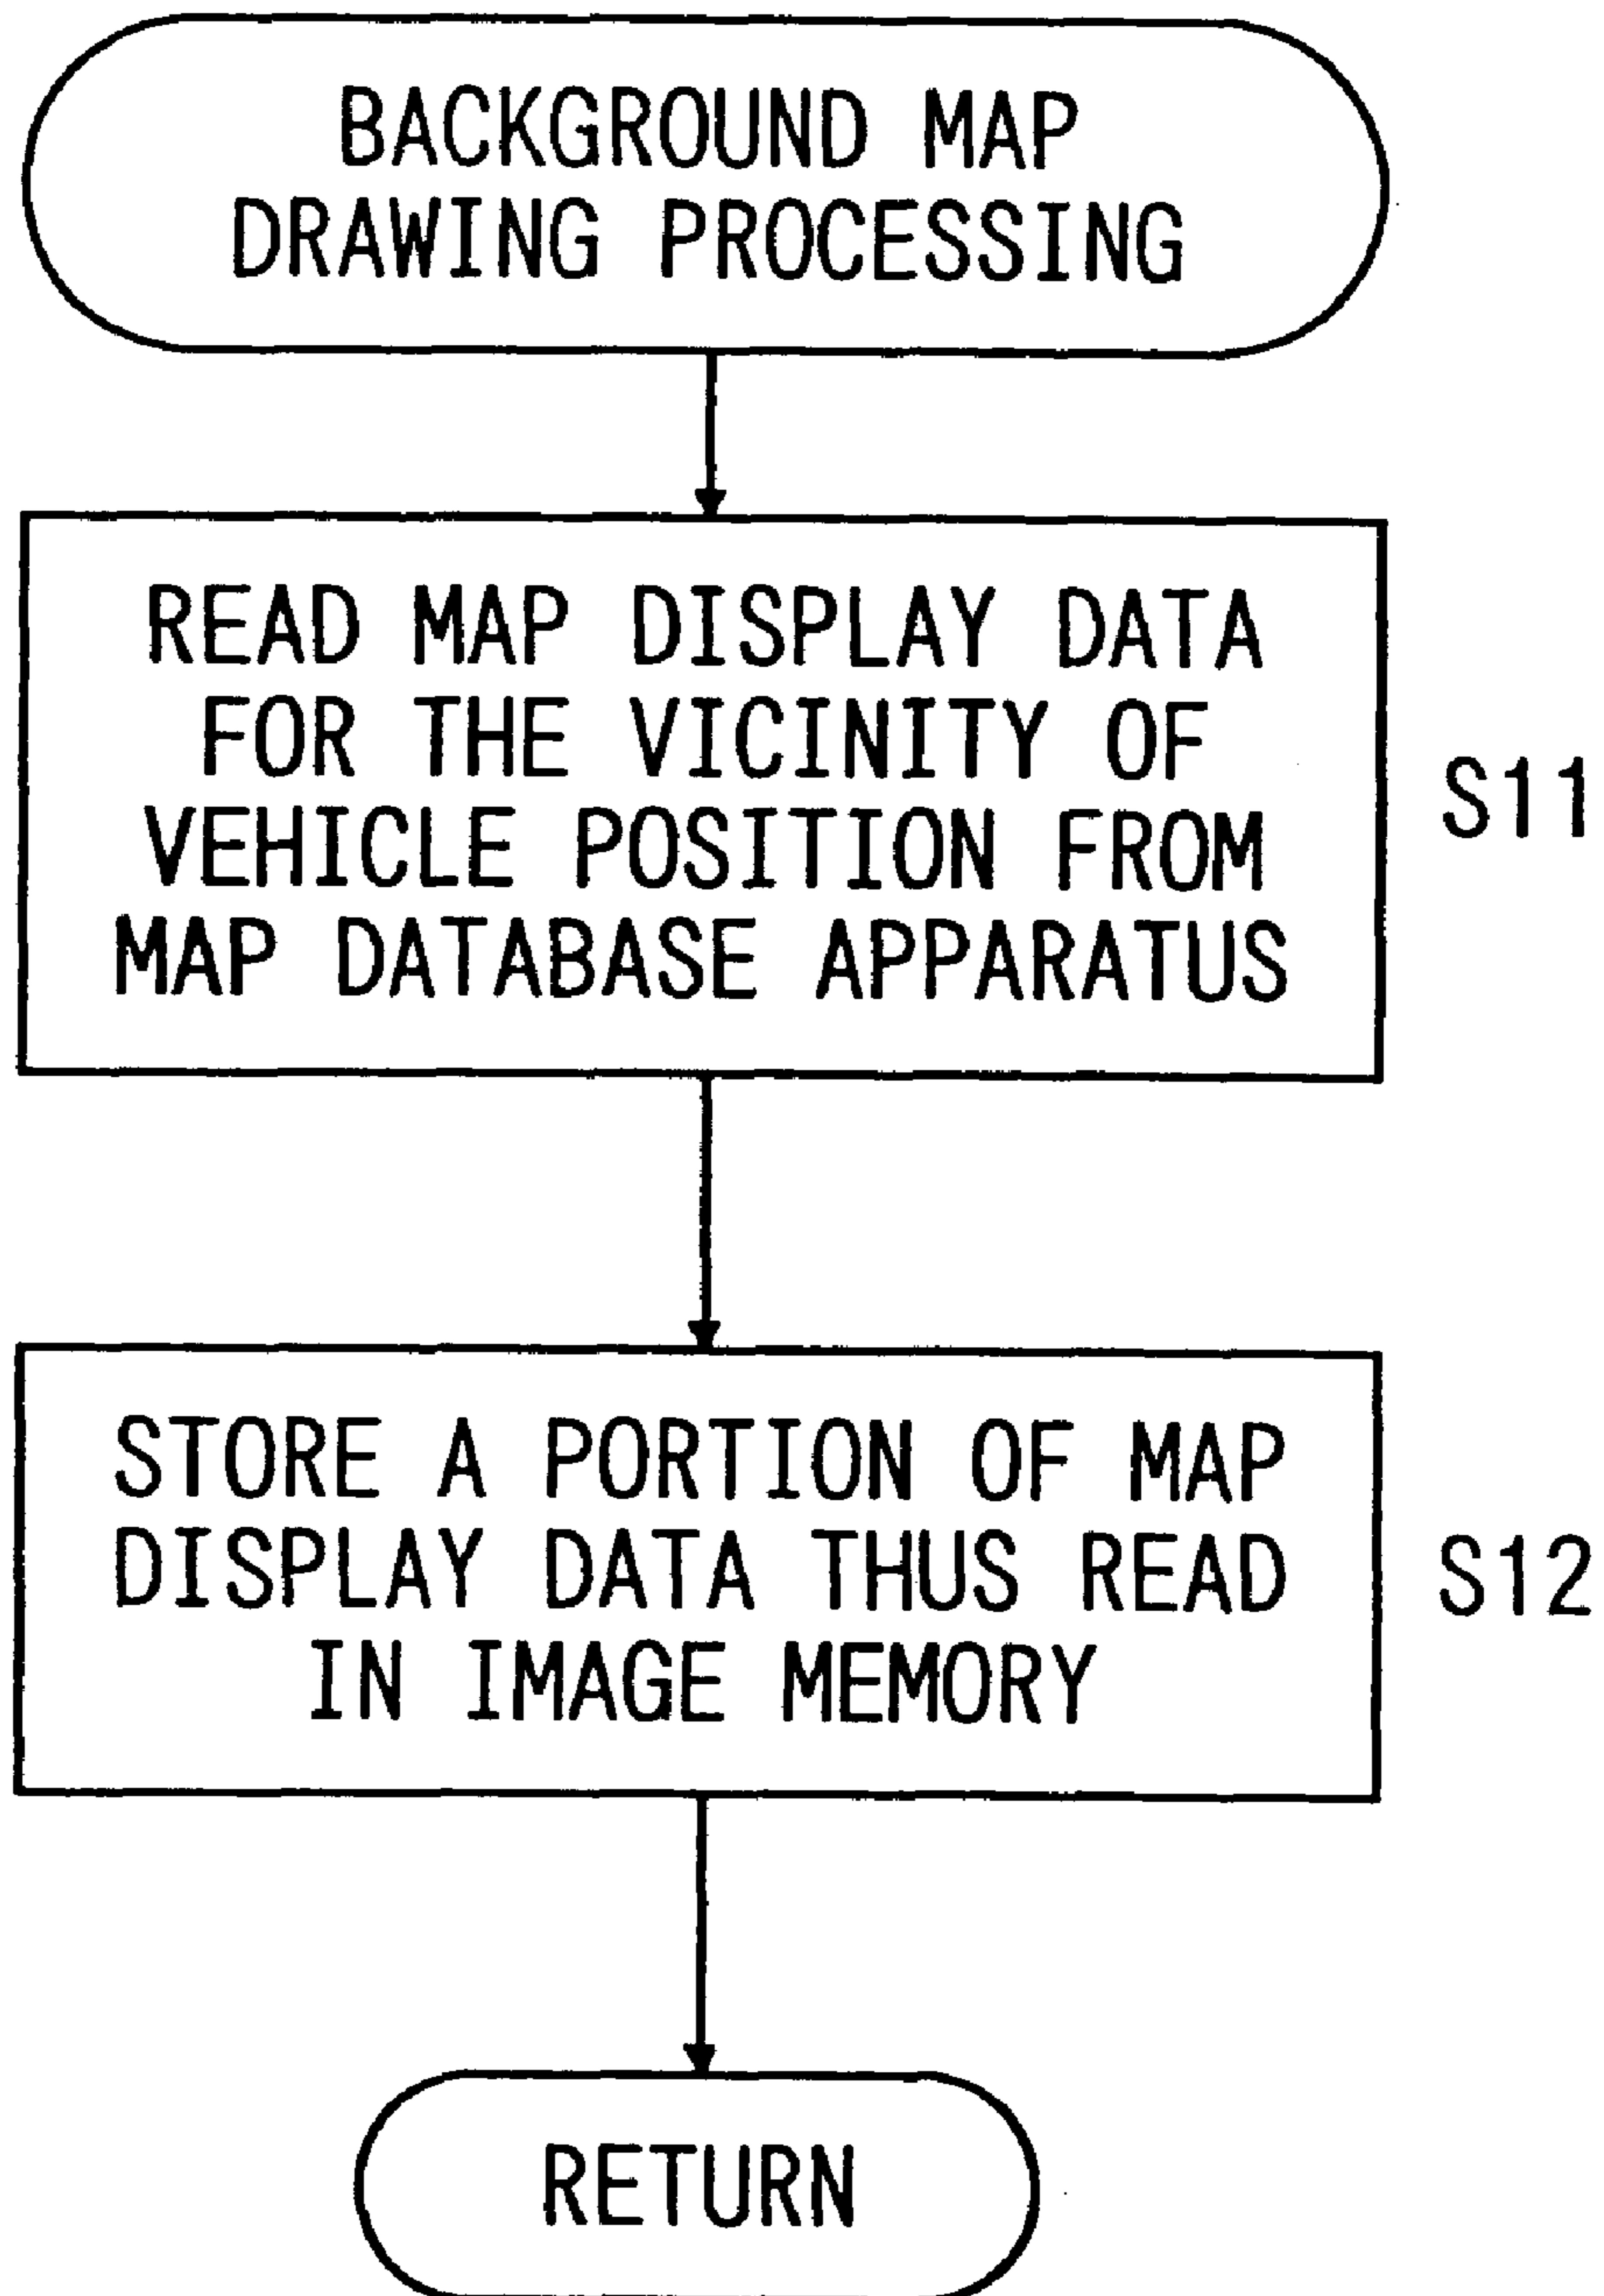 BACKGROUND MAP
DRAWING PROCESSING
READ MAP DISPLAY DATA
FOR THE VICINITY OF
VEHICLE POSITION FROM
MAP DATABASE APPARATUS
S11
STORE A PORTION OF MAP
DISPLAY DATA THUS READ
IN IMAGE MEMORY
S12
RETURN